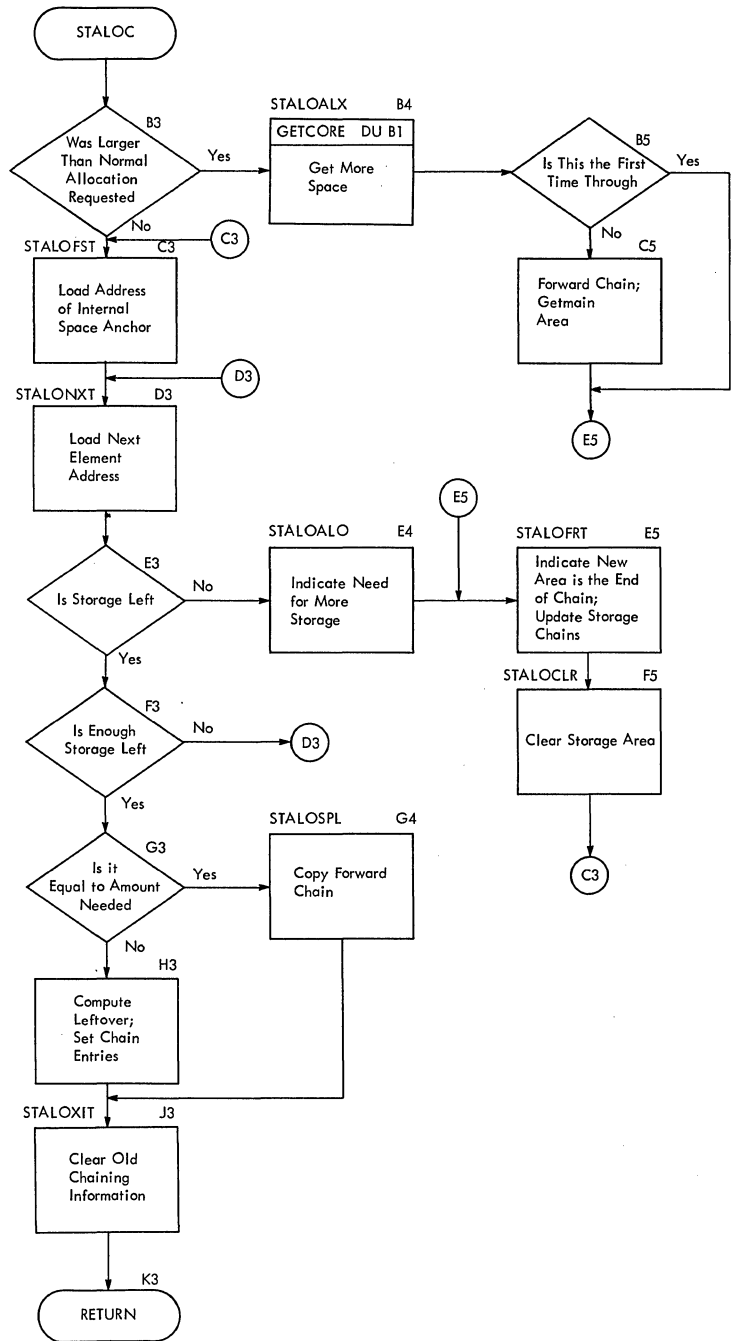 STALOC
B3
Was Larger
Than Normal
Allocation
Requested
Yes
No
STALOALX B4
GETCORE DU B1
Get More
Space
B5
Is This the First
Time Through
Yes
No
C5
Forward Chain;
Getmain
Area
E5
C3
STALOFST C3
Load Address
of Internal
Space Anchor
D3
STALONXT D3
Load Next
Element
Address
E3
Is Storage Left
No
Yes
STALOALO E4
Indicate Need
for More
Storage
E5
STALOFRT E5
Indicate New
Area is the End
of Chain;
Update Storage
Chains
STALOCLR F5
Clear Storage Area
C3
F3
Is Enough
Storage Left
No
D3
Yes
G3
Is it
Equal to Amount
Needed
Yes
No
STALOSPL G4
Copy Forward
Chain
H3
Compute
Leftover;
Set Chain
Entries
STALOXIT J3
Clear Old
Chaining
Information
K3
RETURN